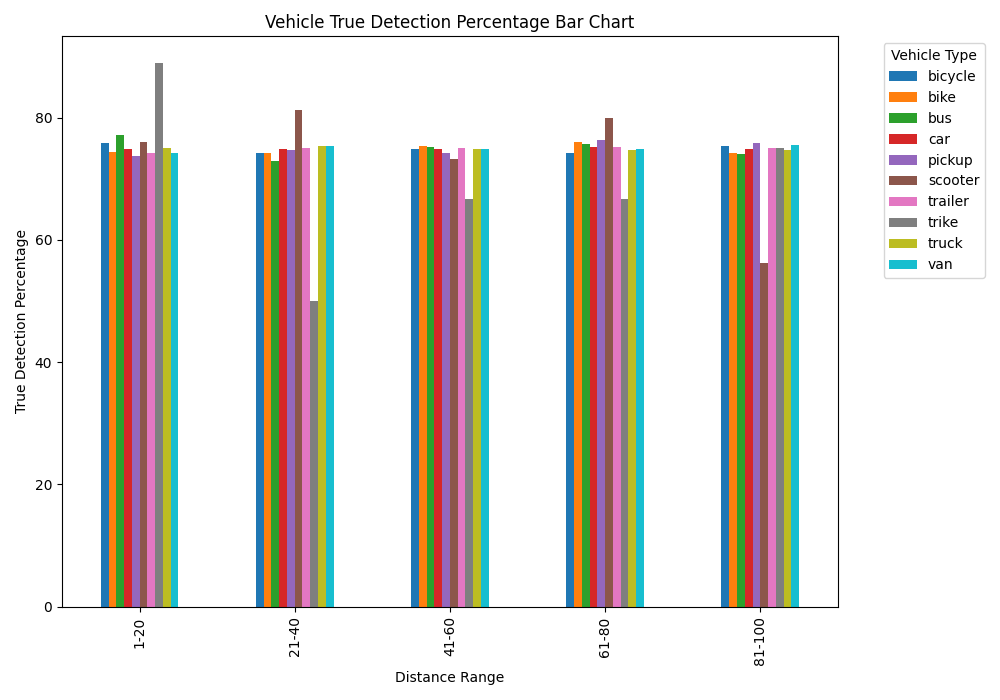 Vehicle True Detection Percentage Bar Chart
True Detection Percentage
80
60
40
20
0
1-20
21-40
41-60
61-80
81-100
Distance Range
Vehicle Type
bicycle
bike
bus
car
pickup
scooter
trailer
trike
truck
van